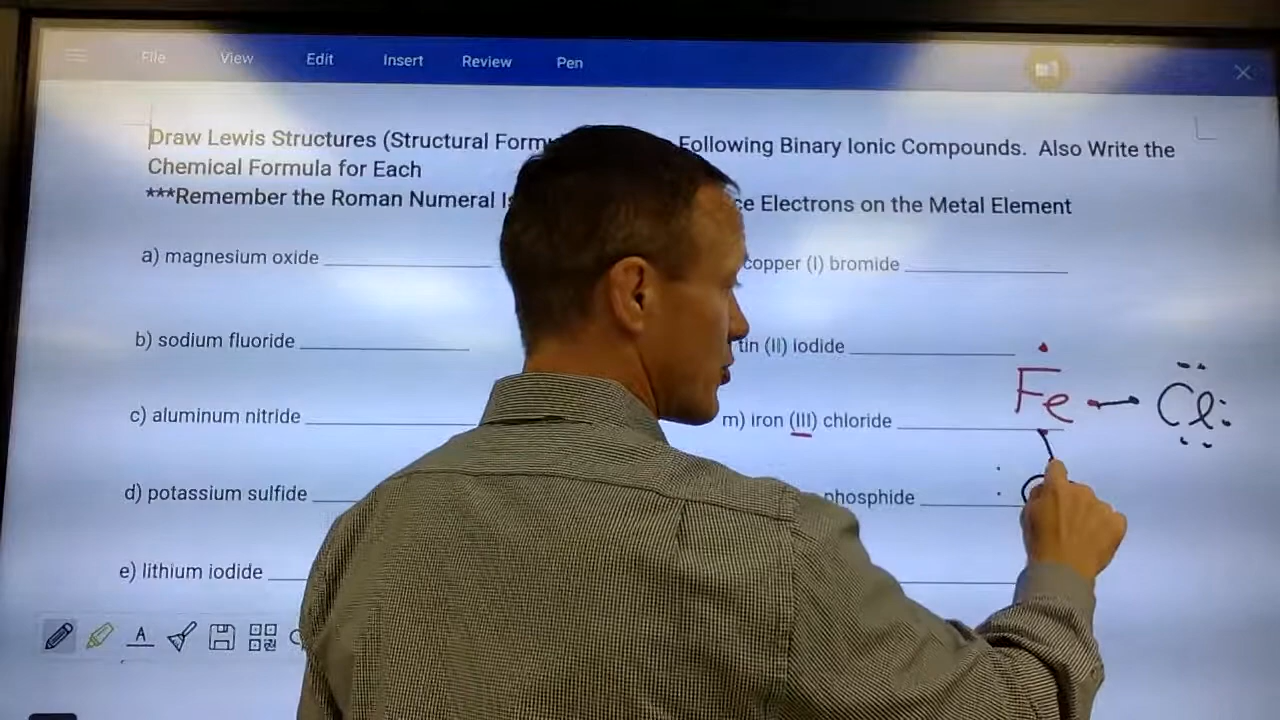 File View Edit Insert Review Pen
Draw Lewis Structures (Structural Following Binary Ionic Compounds. Also Write the
Chemical Formula for Each
***Remember the Roman Numeral Electrons on the Metal Element
a) magnesium oxide
copper (I) bromide
b) sodium fluoride
tin (II) iodide
c) aluminum nitride
m) iron (III) chloride
Fe Cl
d) potassium sulfide
phosphide
e) lithium iodide
A